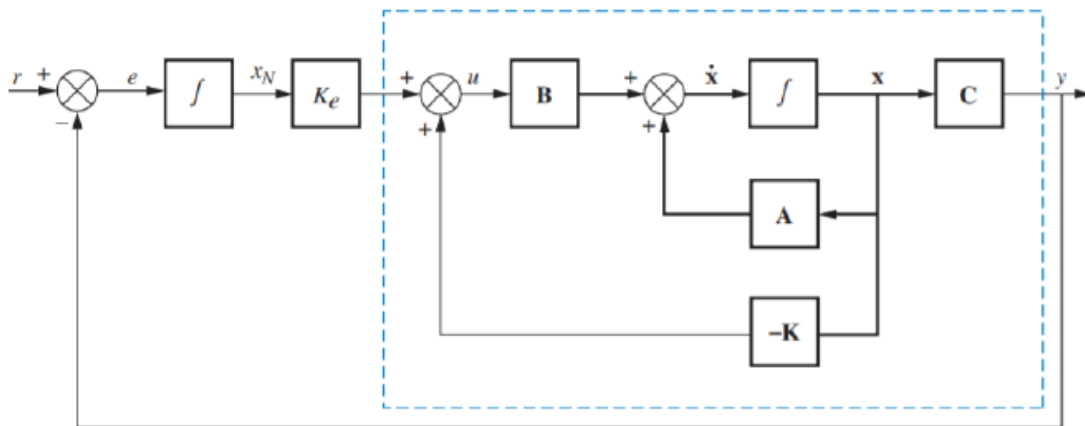 r + e ∫ x_N K_e + u B + ẋ ∫ x C y
− + +
A
−K